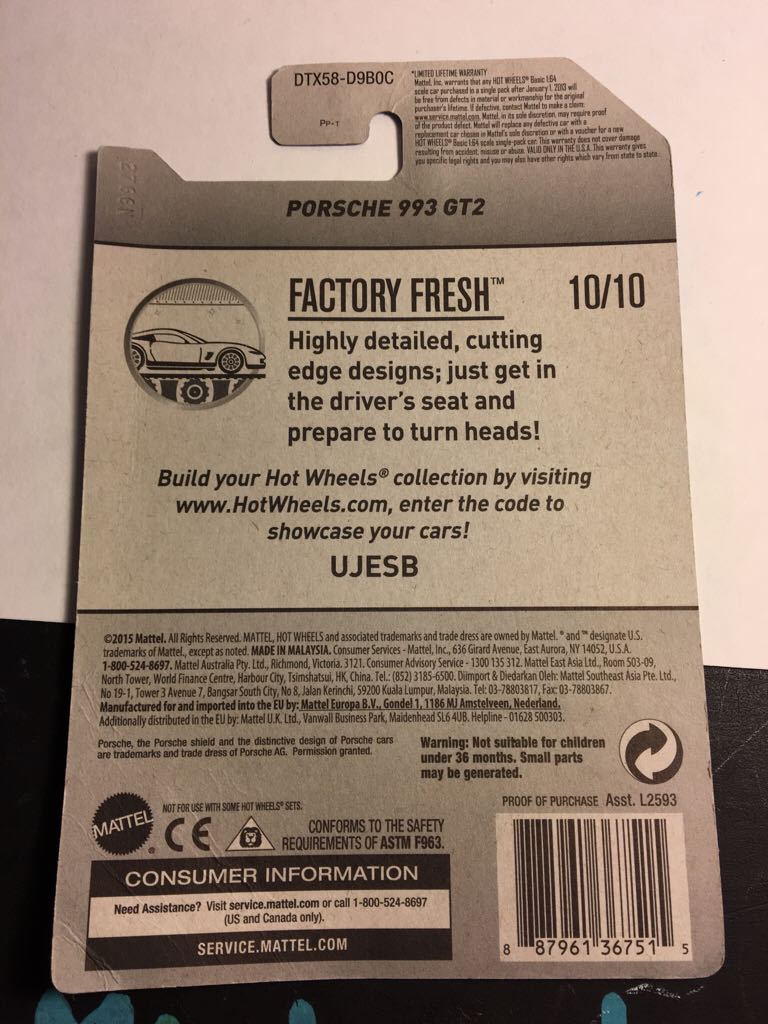 DTX58-D9B0C
PP-1
*LIMITED LIFETIME WARRANTY
Mattel, Inc. warrants that any HOT WHEELS® Basic 1:64
scale car purchased in a single pack after January 1, 2013 will
be free from defects in material or workmanship for the original
purchaser's lifetime. If defective, contact Mattel to make a claim:
www.service.mattel.com. Mattel, in its sole discretion, may require proof
of the product defect. Mattel will replace any defective car with a
replacement car chosen in Mattel's sole discretion or with a voucher for a new
HOT WHEELS® Basic 1:64 scale single-pack car. This warranty does not cover damage
resulting from accident, misuse or abuse. VALID ONLY IN THE U.S.A. This warranty gives
you specific legal rights and you may also have other rights which vary from state to state.
PORSCHE 993 GT2
FACTORY FRESH™ 10/10
Highly detailed, cutting
edge designs; just get in
the driver's seat and
prepare to turn heads!
Build your Hot Wheels® collection by visiting
www.HotWheels.com, enter the code to
showcase your cars!
UJESB
©2015 Mattel. All Rights Reserved. MATTEL, HOT WHEELS and associated trademarks and trade dress are owned by Mattel. ® and ™ designate U.S.
trademarks of Mattel, except as noted. MADE IN MALAYSIA. Consumer Services - Mattel, Inc., 636 Girard Avenue, East Aurora, NY 14052, U.S.A.
1-800-524-8697. Mattel Australia Pty. Ltd., Richmond, Victoria. 3121. Consumer Advisory Service - 1300 135 312. Mattel East Asia Ltd., Room 503-09,
North Tower, World Finance Centre, Harbour City, Tsimshatsui, HK, China. Tel.: (852) 3185-6500. Diimport & Diedarkan Oleh: Mattel Southeast Asia Pte. Ltd.,
No 19-1, Tower 3 Avenue 7, Bangsar South City, No 8, Jalan Kerinchi, 59200 Kuala Lumpur, Malaysia. Tel: 03-78803817, Fax: 03-78803867.
Manufactured for and imported into the EU by: Mattel Europa B.V., Gondel 1, 1186 MJ Amstelveen, Nederland.
Additionally distributed in the EU by: Mattel U.K. Ltd., Vanwall Business Park, Maidenhead SL6 4UB. Helpline - 01628 500303.
Porsche, the Porsche shield and the distinctive design of Porsche cars
are trademarks and trade dress of Porsche AG. Permission granted.
Warning: Not suitable for children
under 36 months. Small parts
may be generated.
MATTEL®
NOT FOR USE WITH SOME HOT WHEELS® SETS.
CE
CONFORMS TO THE SAFETY
REQUIREMENTS OF ASTM F963.
PROOF OF PURCHASE Asst. L2593
CONSUMER INFORMATION
Need Assistance? Visit service.mattel.com or call 1-800-524-8697
(US and Canada only).
SERVICE.MATTEL.COM
8 87961 36751 5